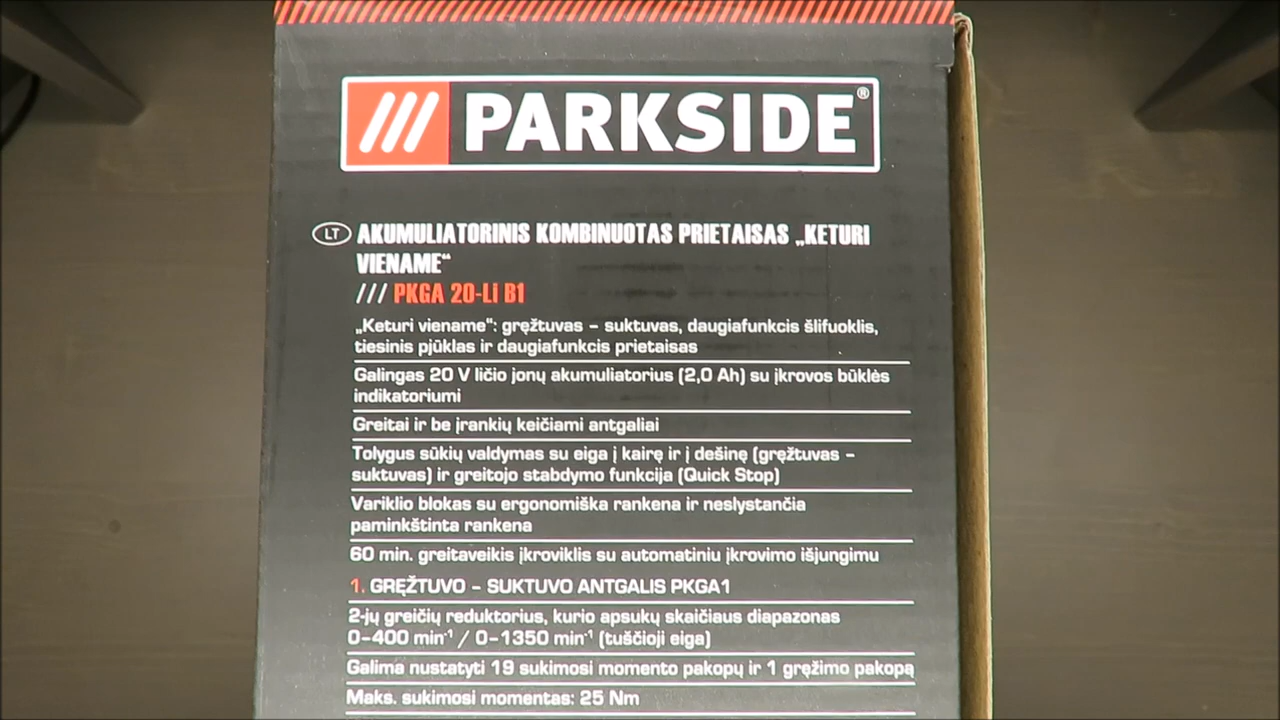 PARKSIDE®
LT AKUMULIATORINIS KOMBINUOTAS PRIETAISAS „KETURI
VIENAME“
/// PKGA 20-Li B1
„Keturi viename“: gręžtuvas – suktuvas, daugiafunkcis šlifuoklis,
tiesinis pjūklas ir daugiafunkcis prietaisas
Galingas 20 V ličio jonų akumuliatorius (2,0 Ah) su įkrovos būklės
indikatoriumi
Greitai ir be įrankių keičiami antgaliai
Tolygus sūkių valdymas su eiga į kairę ir į dešinę (gręžtuvas –
suktuvas) ir greitojo stabdymo funkcija (Quick Stop)
Variklio blokas su ergonomiška rankena ir neslystančia
paminkštinta rankena
60 min. greitaveikis įkroviklis su automatiniu įkrovimo išjungimu
1. GRĘŽTUVO – SUKTUVO ANTGALIS PKGA1
2-jų greičių reduktorius, kurio apsukų skaičiaus diapazonas
0–400 min⁻¹ / 0–1350 min⁻¹ (tuščioji eiga)
Galima nustatyti 19 sukimosi momento pakopų ir 1 gręžimo pakopą
Maks. sukimosi momentas: 25 Nm